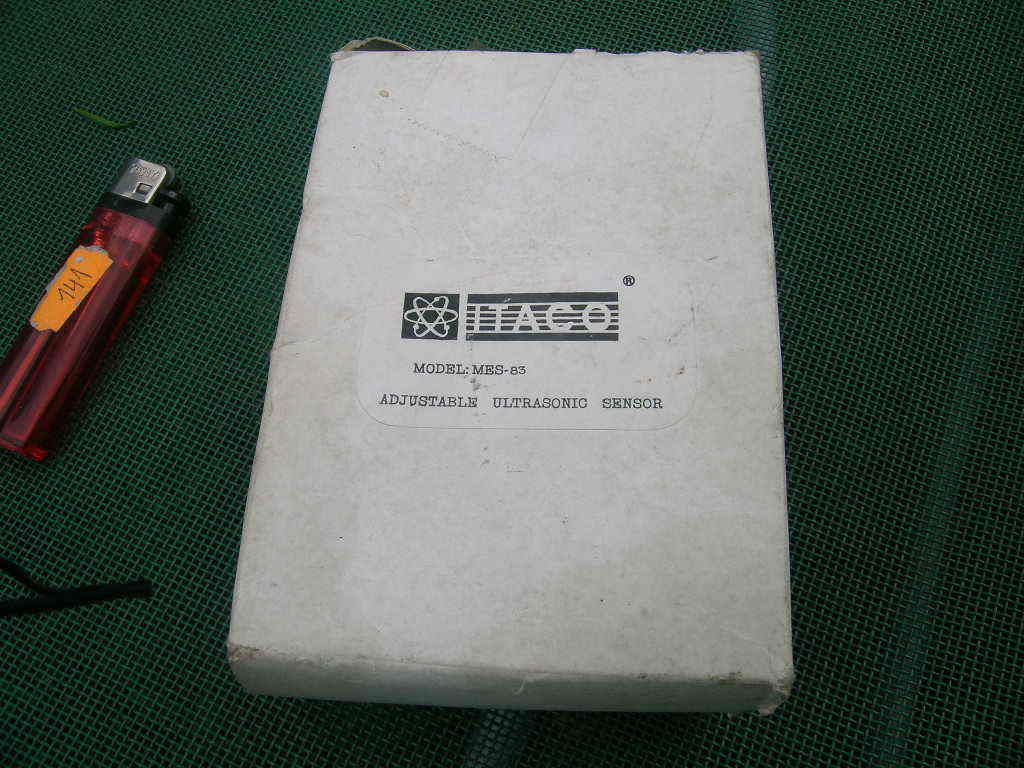 141
ITACO ®
MODEL: MES-83
ADJUSTABLE ULTRASONIC SENSOR